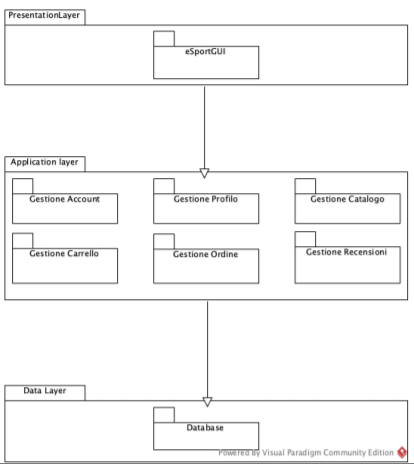 PresentationLayer
eSportGUI
Application layer
Gestione Account
Gestione Profilo
Gestione Catalogo
Gestione Carrello
Gestione Ordine
Gestione Recensioni
Data Layer
Database
Powered By Visual Paradigm Community Edition